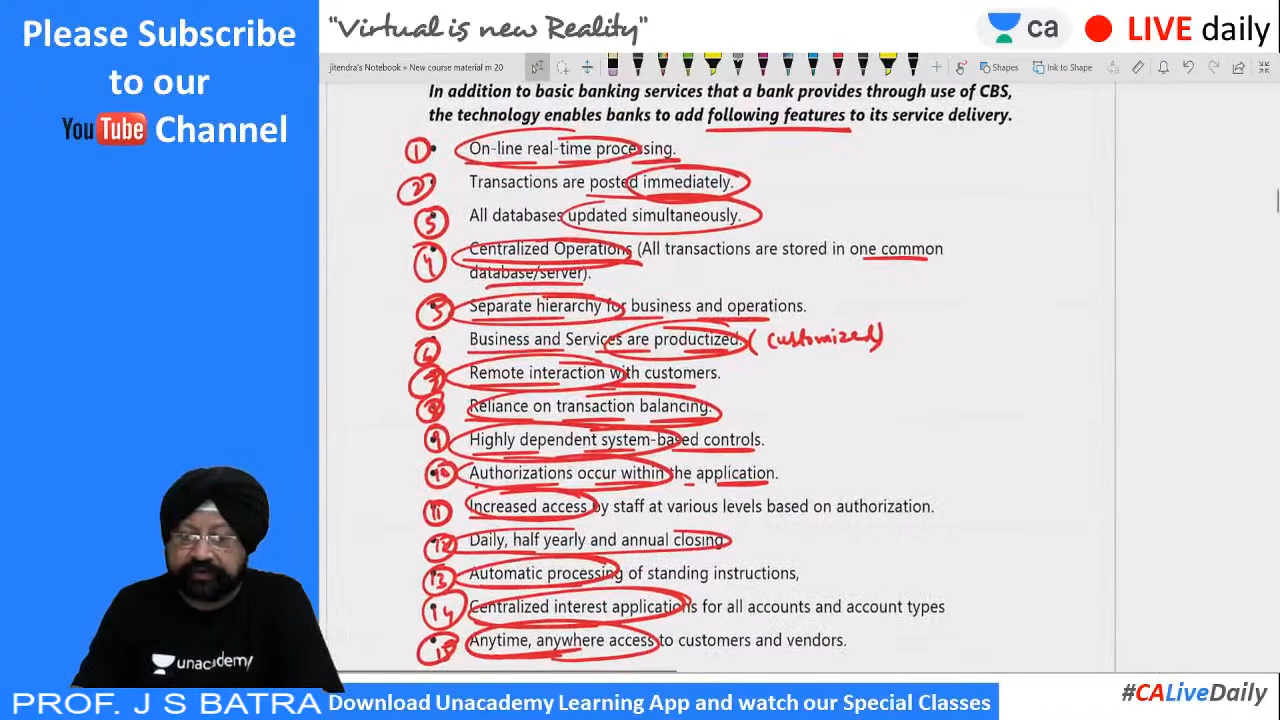 Please Subscribe
to our
YouTube Channel
"Virtual is new Reality"
ca LIVE daily
jitendra's Notebook » New course material m 20
Shapes Ink to Shape
In addition to basic banking services that a bank provides through use of CBS,
the technology enables banks to add following features to its service delivery.
1 • On-line real-time processing.
2 • Transactions are posted immediately.
3 • All databases updated simultaneously.
4 • Centralized Operations (All transactions are stored in one common
database/server).
5 • Separate hierarchy for business and operations.
6 Business and Services are productized. (customized)
7 • Remote interaction with customers.
8 • Reliance on transaction balancing.
9 • Highly dependent system-based controls.
10 • Authorizations occur within the application.
11 • Increased access by staff at various levels based on authorization.
12 • Daily, half yearly and annual closing.
13 • Automatic processing of standing instructions,
14 • Centralized interest applications for all accounts and account types
15 • Anytime, anywhere access to customers and vendors.
unacademy
PROF. J S BATRA Download Unacademy Learning App and watch our Special Classes #CALiveDaily